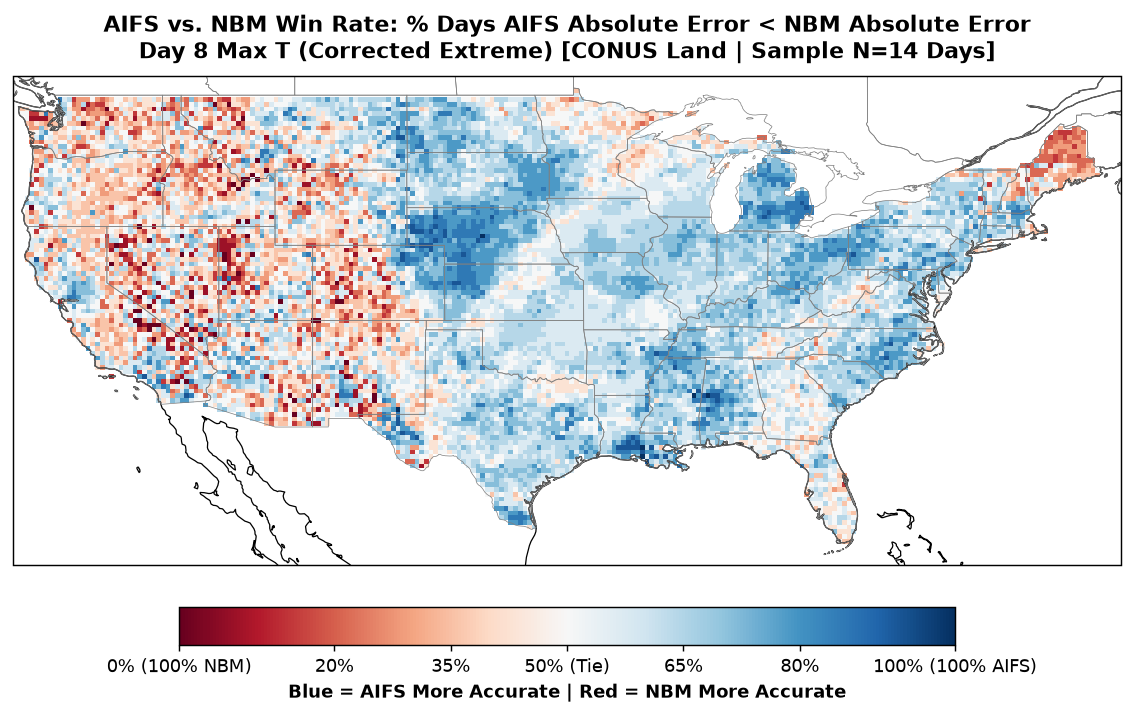 AIFS vs. NBM Win Rate: % Days AIFS Absolute Error < NBM Absolute Error
Day 8 Max T (Corrected Extreme) [CONUS Land | Sample N=14 Days]
0% (100% NBM) 20% 35% 50% (Tie) 65% 80% 100% (100% AIFS)
Blue = AIFS More Accurate | Red = NBM More Accurate